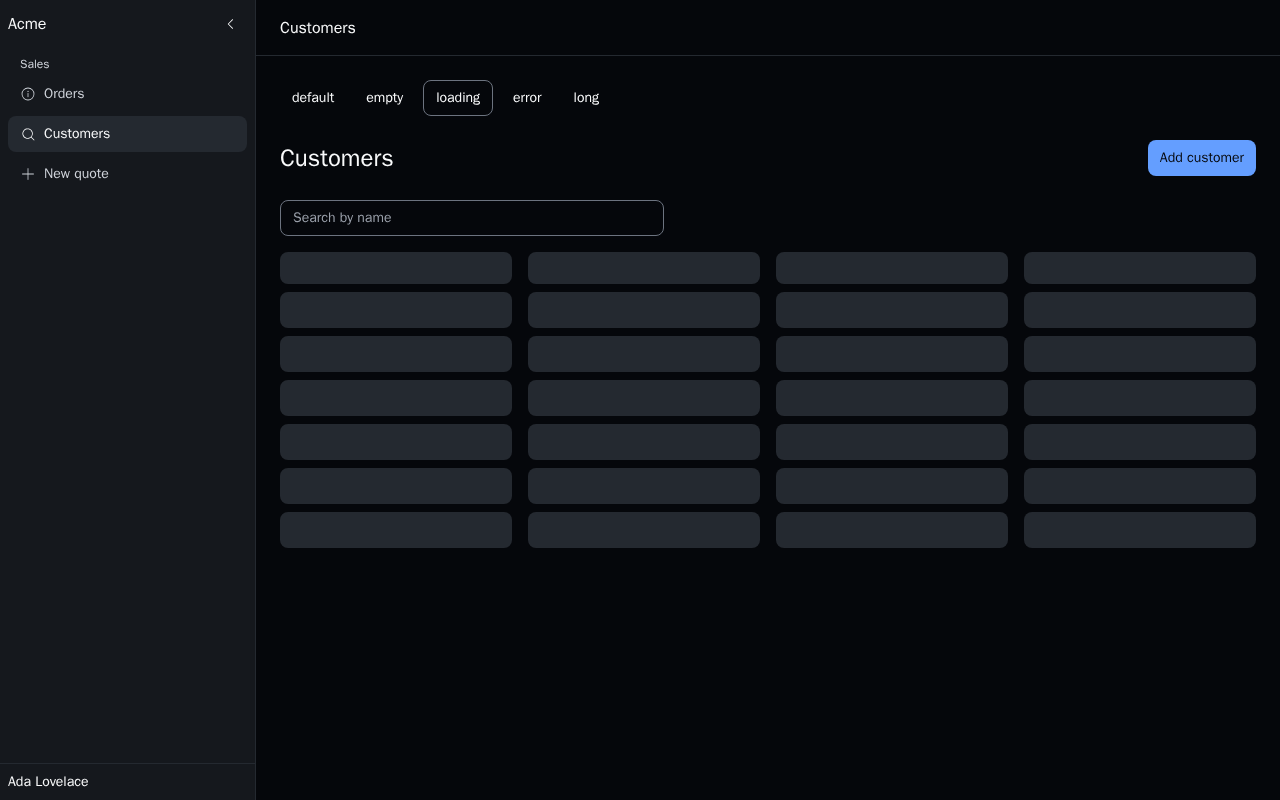 Acme
Sales
Orders
Customers
New quote
Ada Lovelace
Customers
default empty loading error long
Customers
Add customer
Search by name